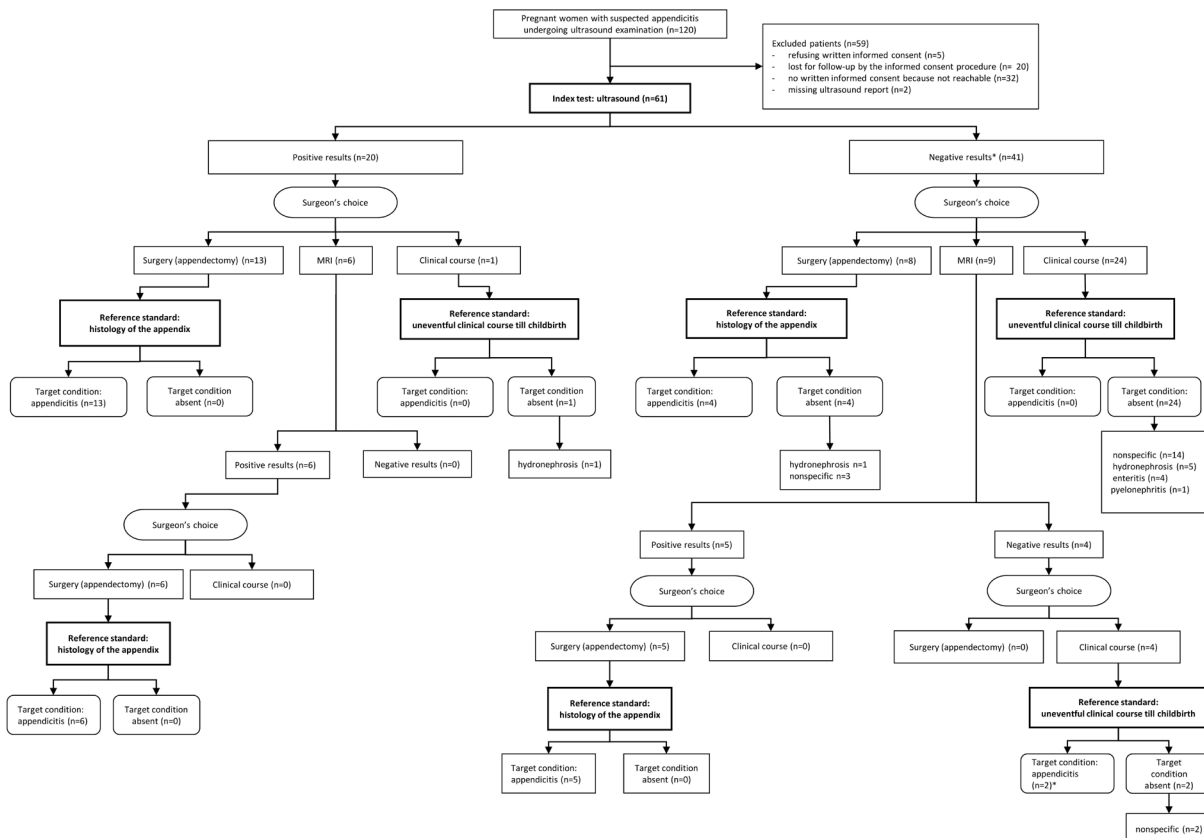 Pregnant women with suspected appendicitis
undergoing ultrasound examination (n=120)
Excluded patients (n=59)
- refusing written informed consent (n=5)
- lost for follow-up by the informed consent procedure (n= 20)
- no written informed consent because not reachable (n=32)
- missing ultrasound report (n=2)
Index test: ultrasound (n=61)
Positive results (n=20)
Negative results* (n=41)
Surgeon's choice
Surgeon's choice
Surgery (appendectomy) (n=13)
MRI (n=6)
Clinical course (n=1)
Surgery (appendectomy) (n=8)
MRI (n=9)
Clinical course (n=24)
Reference standard:
histology of the appendix
Reference standard:
uneventful clinical course till childbirth
Reference standard:
histology of the appendix
Reference standard:
uneventful clinical course till childbirth
Target condition:
appendicitis (n=13)
Target condition
absent (n=0)
Target condition:
appendicitis (n=0)
Target condition
absent (n=1)
Target condition:
appendicitis (n=4)
Target condition
absent (n=4)
Target condition:
appendicitis (n=0)
Target condition:
absent (n=24)
Positive results (n=6)
Negative results (n=0)
hydronephrosis (n=1)
hydronephrosis n=1
nonspecific n=3
nonspecific (n=14)
hydronephrosis (n=5)
enteritis (n=4)
pyelonephritis (n=1)
Surgeon's choice
Positive results (n=5)
Negative results (n=4)
Surgery (appendectomy) (n=6)
Clinical course (n=0)
Surgeon's choice
Surgeon's choice
Reference standard:
histology of the appendix
Surgery (appendectomy) (n=5)
Clinical course (n=0)
Surgery (appendectomy) (n=0)
Clinical course (n=4)
Target condition:
appendicitis (n=6)
Target condition
absent (n=0)
Reference standard:
histology of the appendix
Reference standard:
uneventful clinical course till childbirth
Target condition:
appendicitis (n=5)
Target condition
absent (n=0)
Target condition:
appendicitis
(n=2)*
Target
condition
absent (n=2)
nonspecific (n=2)